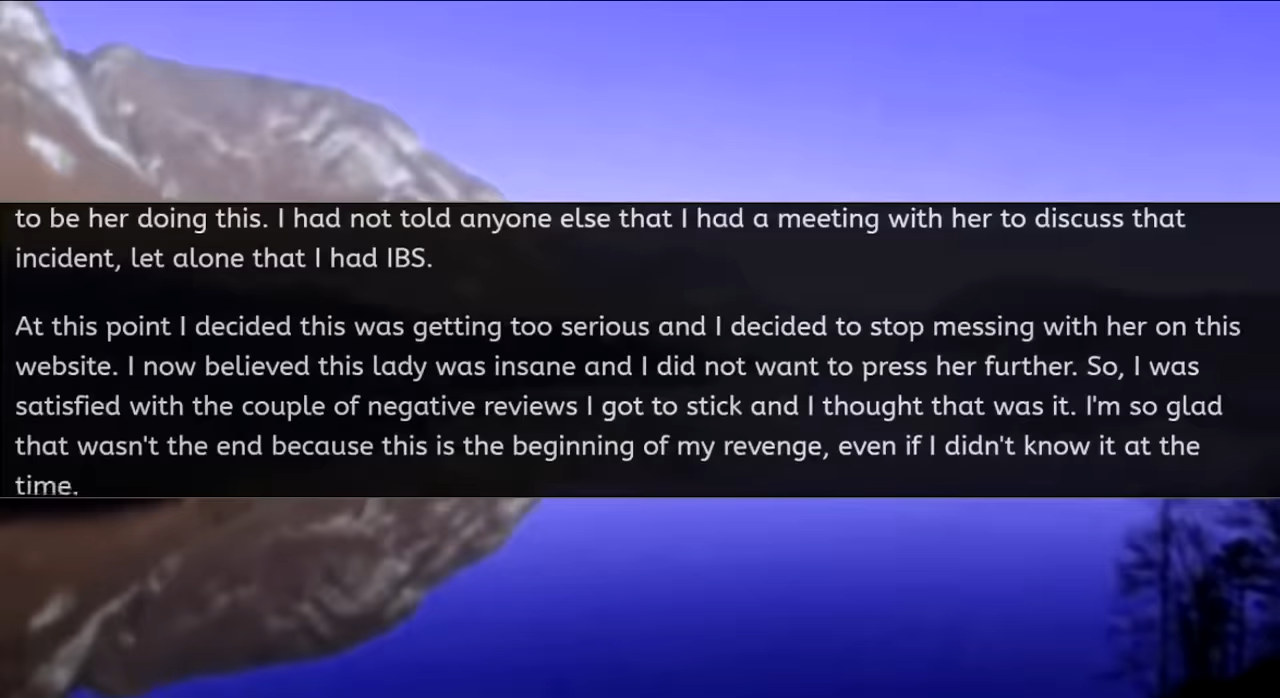 to be her doing this. I had not told anyone else that I had a meeting with her to discuss that
incident, let alone that I had IBS.
At this point I decided this was getting too serious and I decided to stop messing with her on this
website. I now believed this lady was insane and I did not want to press her further. So, I was
satisfied with the couple of negative reviews I got to stick and I thought that was it. I'm so glad
that wasn't the end because this is the beginning of my revenge, even if I didn't know it at the
time.